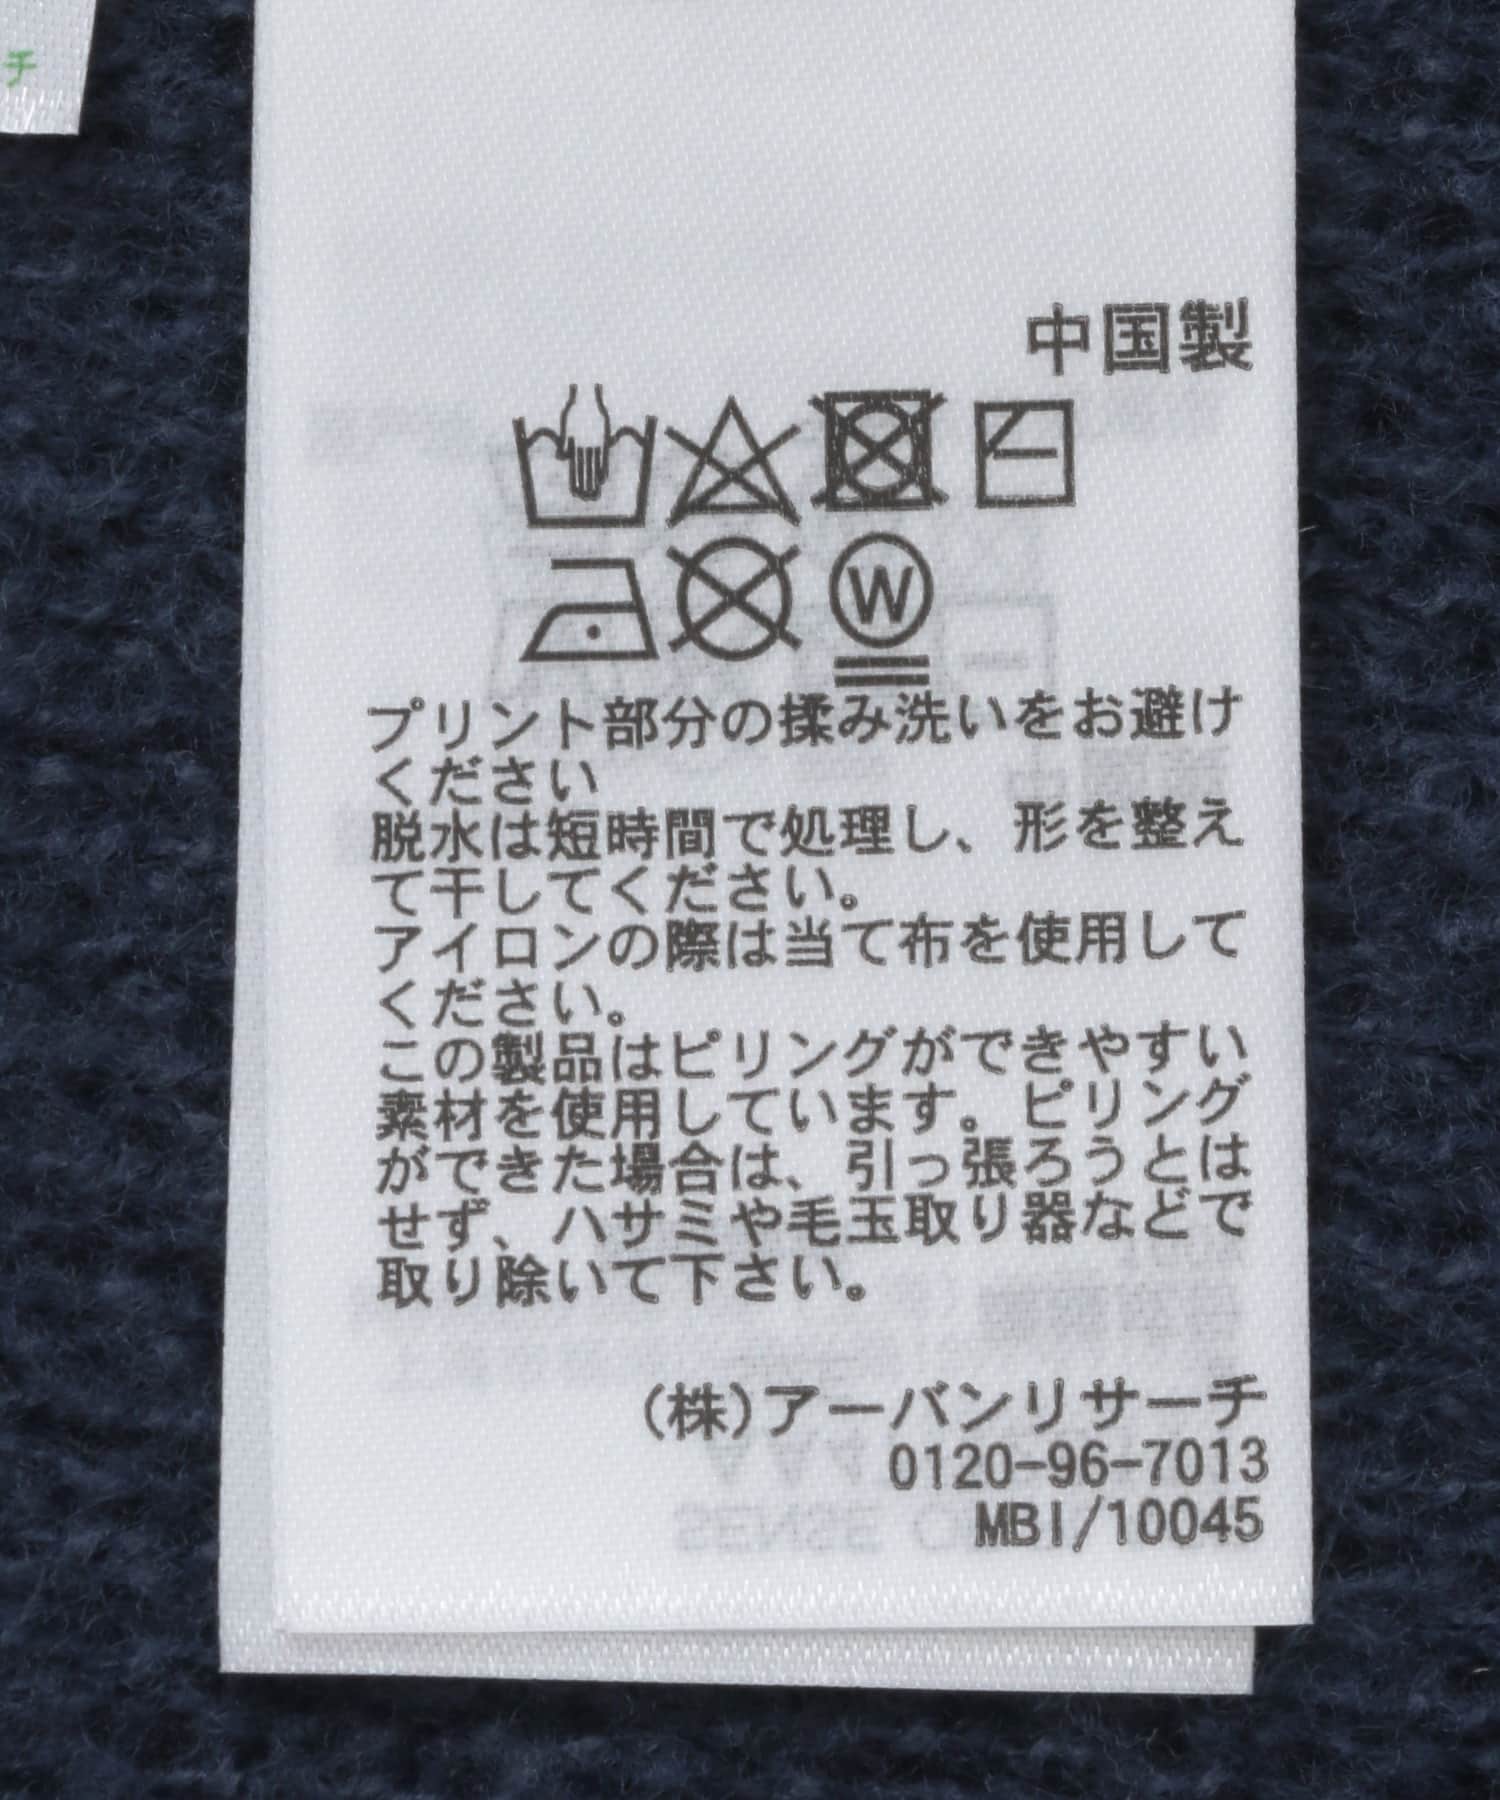 チ
中国製
W
プリント部分の揉み洗いをお避け
ください
脱水は短時間で処理し、形を整え
て干してください。
アイロンの際は当て布を使用して
ください。
この製品はピリングができやすい
素材を使用しています。ピリング
ができた場合は、引っ張ろうとは
せず、ハサミや毛玉取り器などで
取り除いて下さい。
(株)アーバンリサーチ
0120-96-7013
MBI/10045